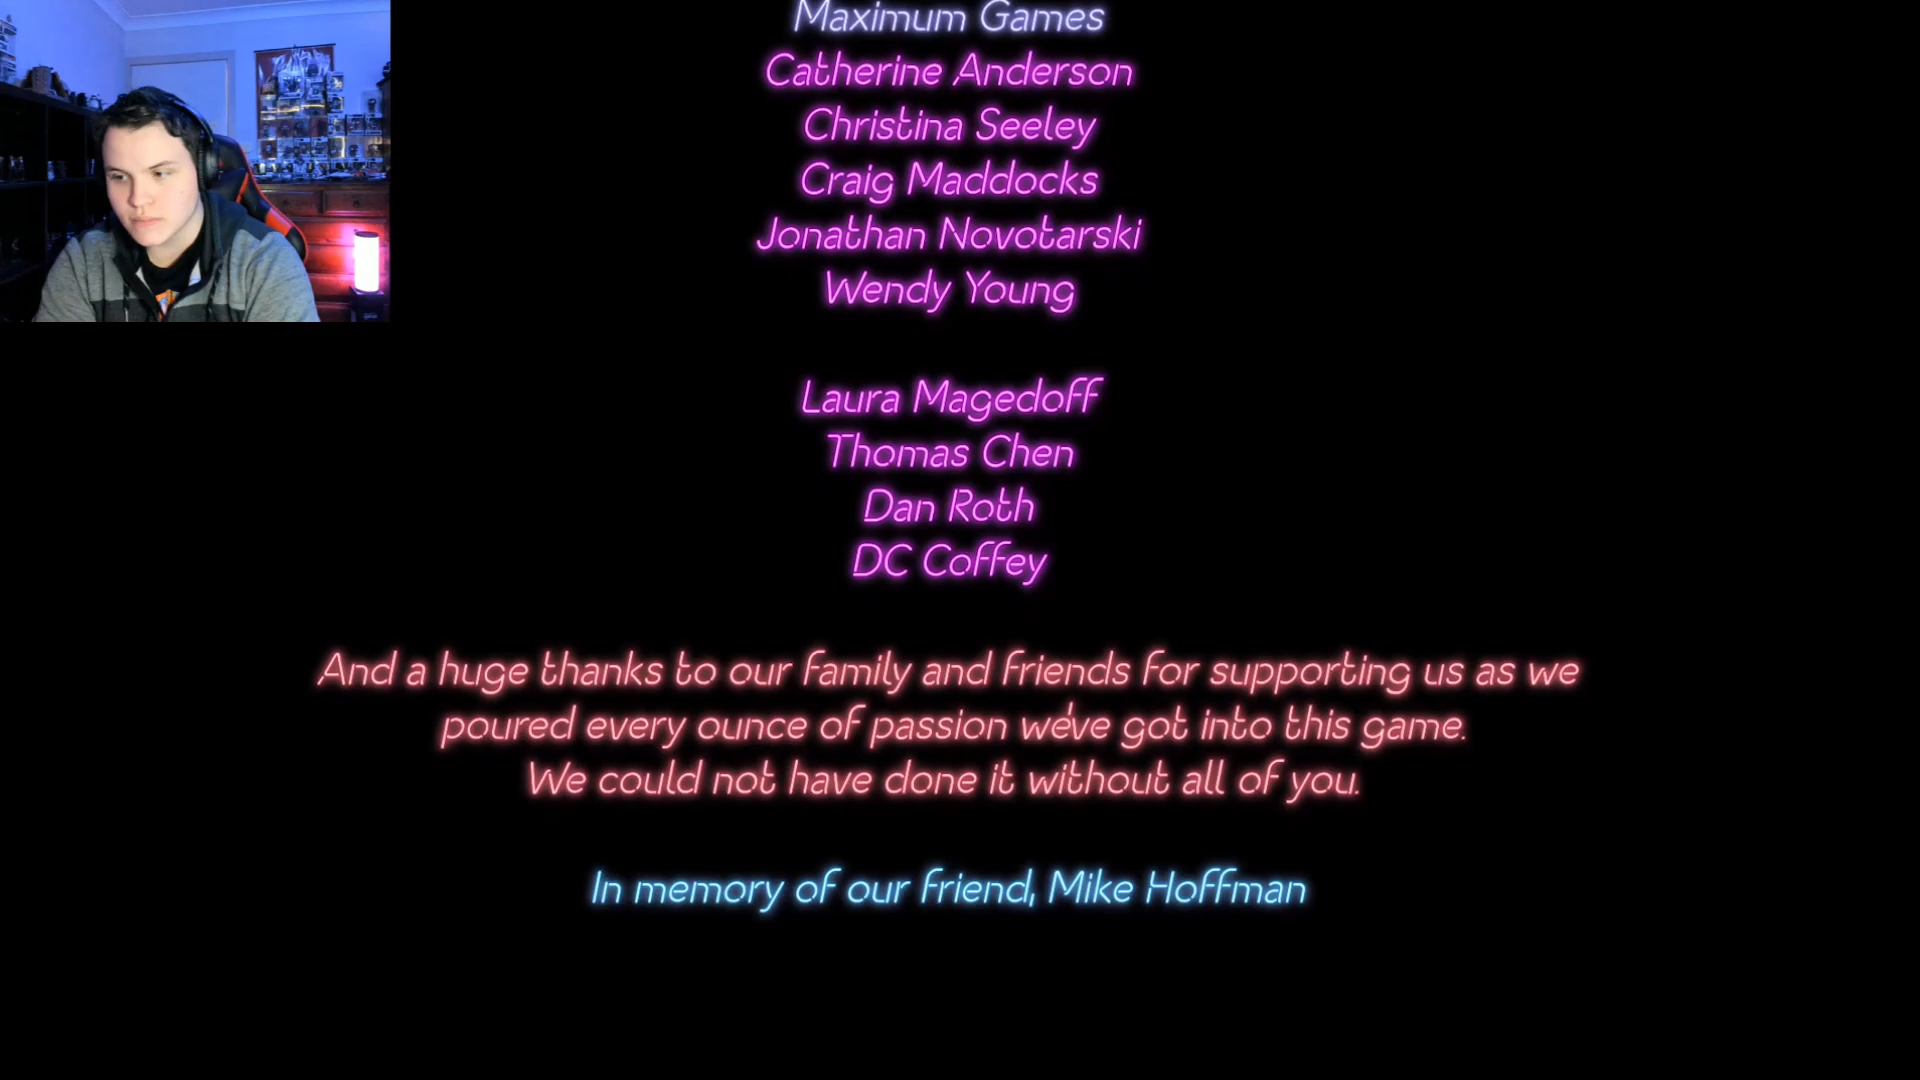 Maximum Games
Catherine Anderson
Christina Seeley
Craig Maddocks
Jonathan Novotarski
Wendy Young
Laura Magedoff
Thomas Chen
Dan Roth
DC Coffey
And a huge thanks to our family and friends for supporting us as we
poured every ounce of passion we've got into this game.
We could not have done it without all of you.
In memory of our friend, Mike Hoffman